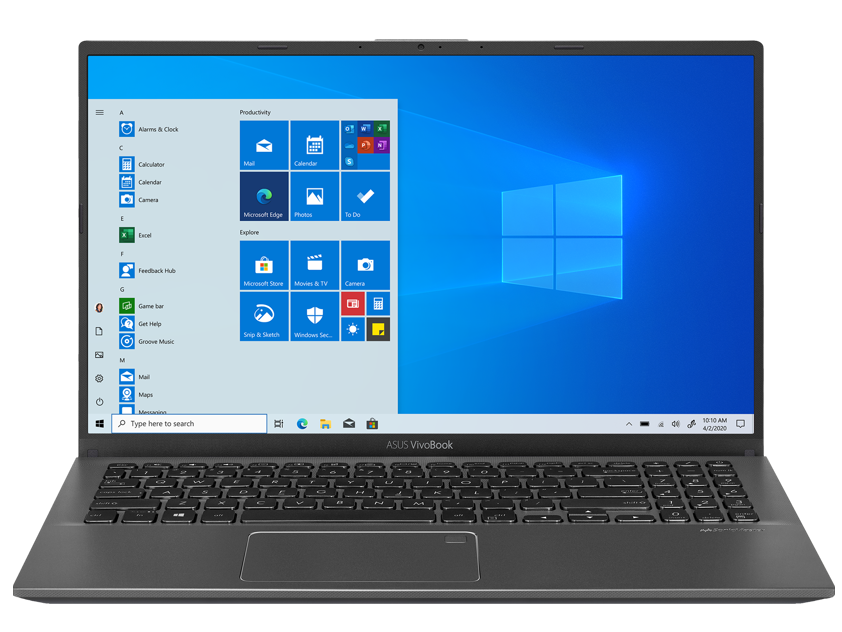 A
Alarms & Clock
C
Calculator
Calendar
Camera
E
Excel
F
Feedback Hub
G
Game bar
Get Help
Groove Music
M
Mail
Maps
Messaging
Productivity
Mail
Calendar
Microsoft Edge
Photos
To Do
Explore
Microsoft Store
Movies & TV
Camera
Snip & Sketch
Windows Sec...
Type here to search
10:10 AM
4/2/2020
ASUS VivoBook